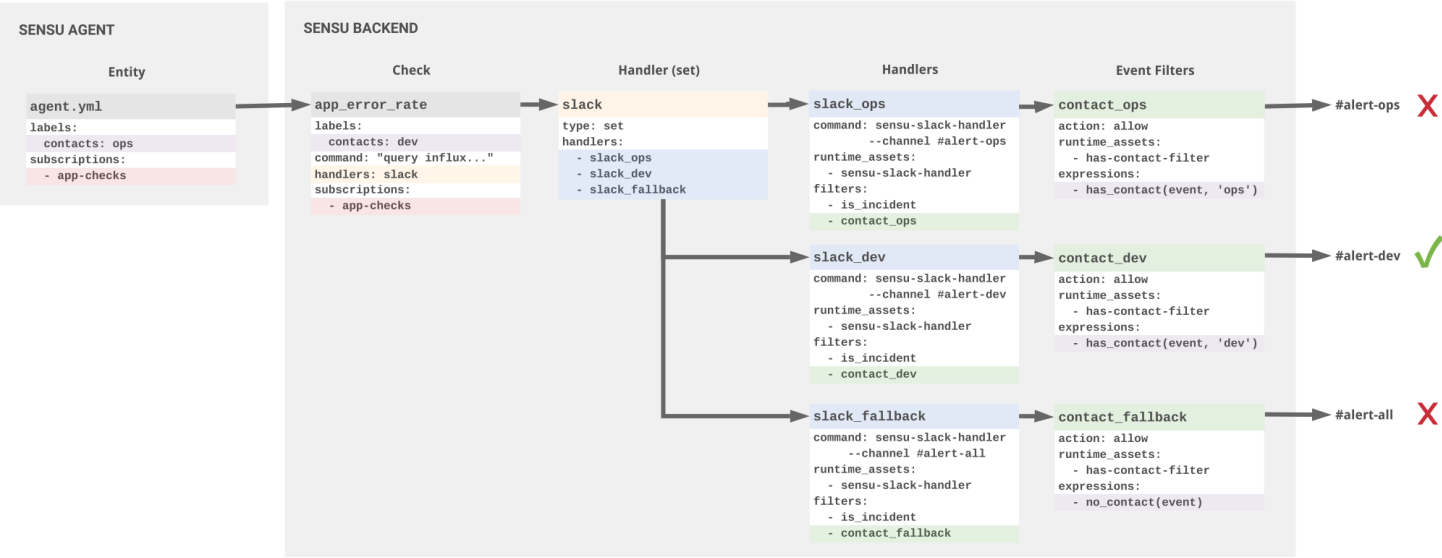 SENSU AGENT
Entity
agent.yml
labels:
contacts: ops
subscriptions:
- app-checks
SENSU BACKEND
Check
app_error_rate
labels:
contacts: dev
command: "query influx..."
handlers: slack
subscriptions:
- app-checks
Handler (set)
slack
type: set
handlers:
- slack_ops
- slack_dev
- slack_fallback
Handlers
slack_ops
command: sensu-slack-handler
--channel #alert-ops
runtime_assets:
- sensu-slack-handler
filters:
- is_incident
- contact_ops
slack_dev
command: sensu-slack-handler
--channel #alert-dev
runtime_assets:
- sensu-slack-handler
filters:
- is_incident
- contact_dev
slack_fallback
command: sensu-slack-handler
--channel #alert-all
runtime_assets:
- sensu-slack-handler
filters:
- is_incident
- contact_fallback
Event Filters
contact_ops
action: allow
runtime_assets:
- has-contact-filter
expressions:
- has_contact(event, 'ops')
contact_dev
action: allow
runtime_assets:
- has-contact-filter
expressions:
- has_contact(event, 'dev')
contact_fallback
action: allow
runtime_assets:
- has-contact-filter
expressions:
- no_contact(event)
#alert-ops
#alert-dev
#alert-all